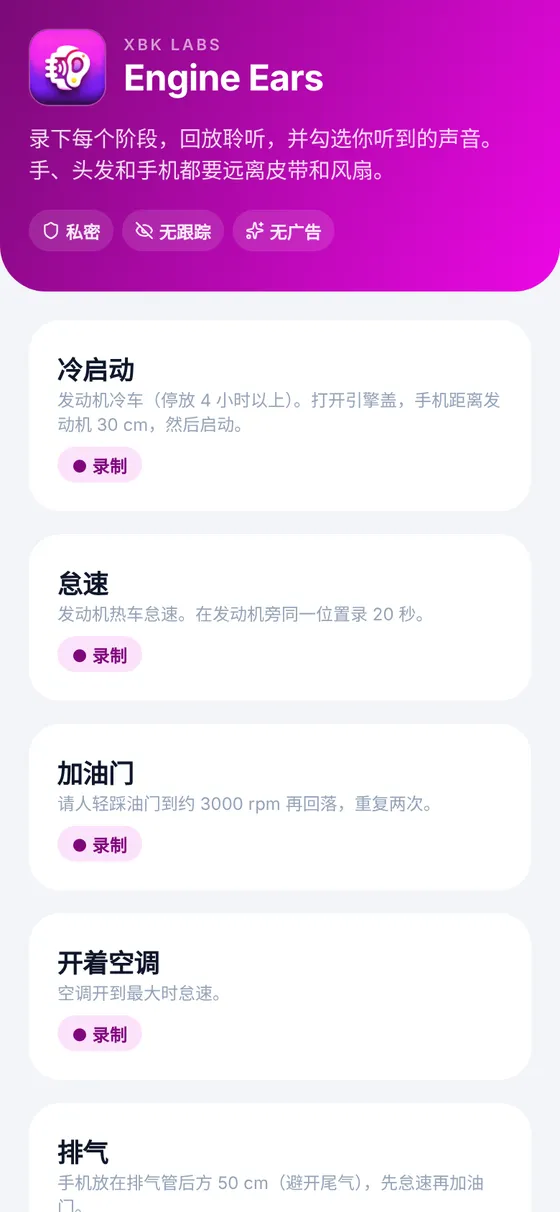 XBK LABS
Engine Ears
录下每个阶段，回放聆听，并勾选你听到的声音。
手、头发和手机都要远离皮带和风扇。
私密
无跟踪
无广告
冷启动
发动机冷车（停放 4 小时以上）。打开引擎盖，手机距离发
动机 30 cm，然后启动。
录制
怠速
发动机热车怠速。在发动机旁同一位置录 20 秒。
录制
加油门
请人轻踩油门到约 3000 rpm 再回落，重复两次。
录制
开着空调
空调开到最大时怠速。
录制
排气
手机放在排气管后方 50 cm（避开尾气），先怠速再加油
门。